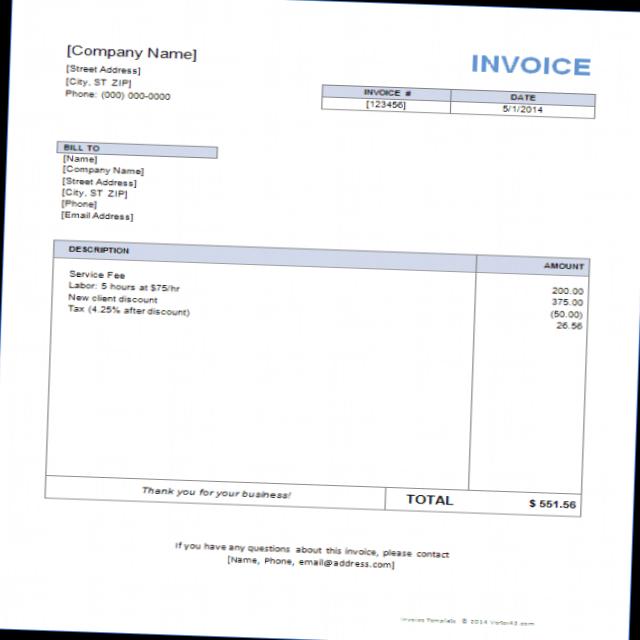 [Company Name]
[Street Address]
[City, ST ZIP]
Phone: (000) 000-0000
INVOICE
INVOICE # DATE
[123456] 5/1/2014
BILL TO
[Name]
[Company Name]
[Street Address]
[City, ST ZIP]
[Phone]
[Email Address]
DESCRIPTION AMOUNT
Service Fee 200.00
Labor: 5 hours at $75/hr 375.00
New client discount (50.00)
Tax (4.25% after discount) 26.56
Thank you for your business! TOTAL $ 551.56
If you have any questions about this invoice, please contact
[Name, Phone, email@address.com]
Invoice Template © 2014 Vertex42.com